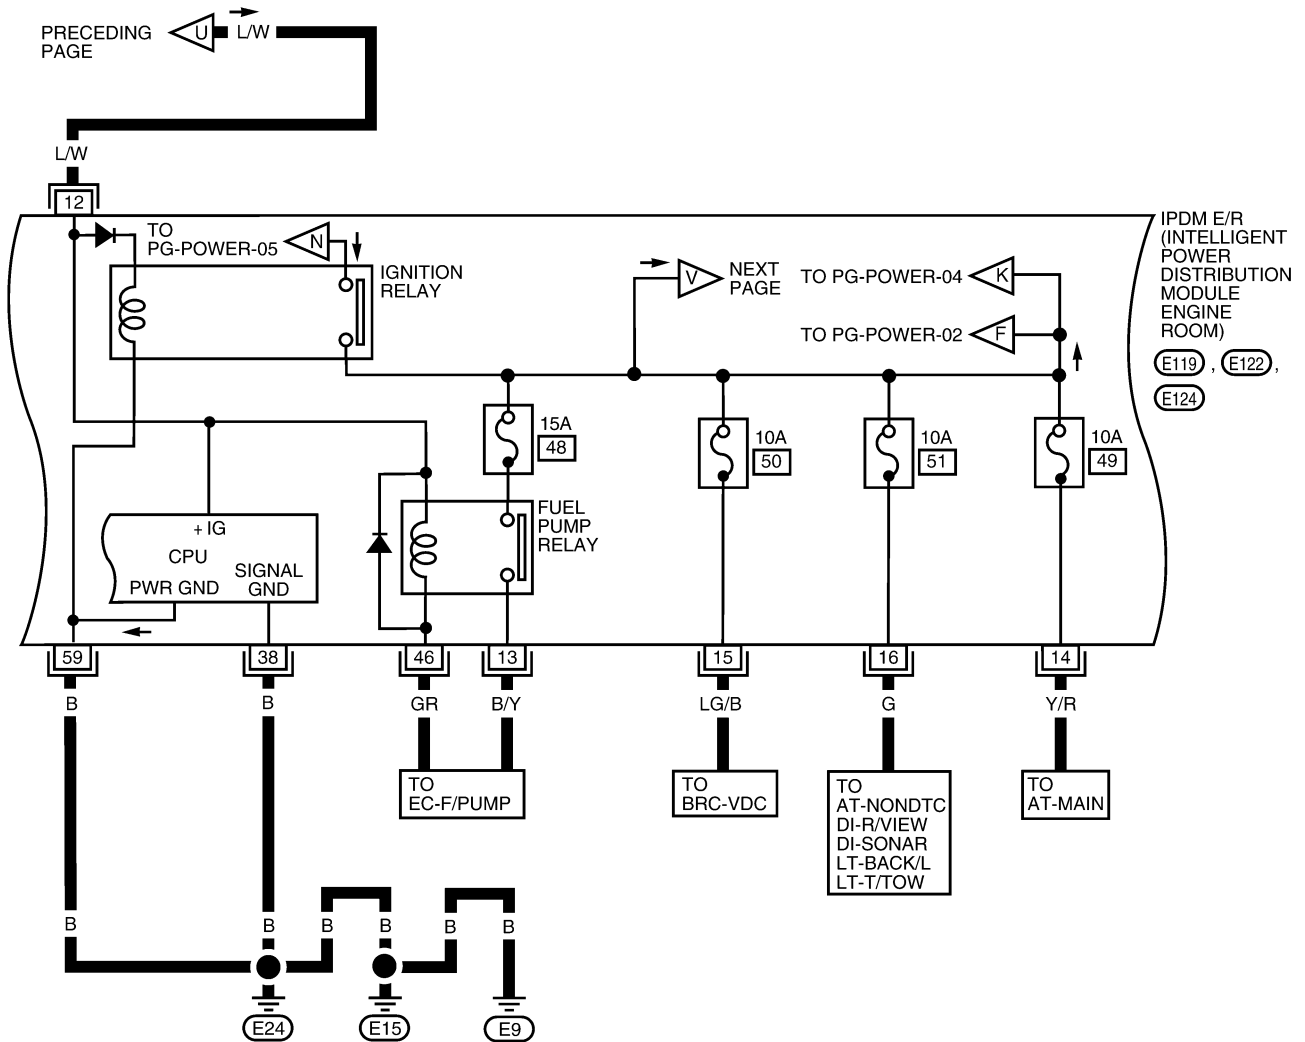 PRECEDING
PAGE
U
L/W
L/W
12
TO
PG-POWER-05
N
IGNITION
RELAY
V
NEXT
PAGE
TO PG-POWER-04
K
TO PG-POWER-02
F
IPDM E/R
(INTELLIGENT
POWER
DISTRIBUTION
MODULE
ENGINE
ROOM)
E119 , E122 ,
E124
15A
48
10A
50
10A
51
10A
49
FUEL
PUMP
RELAY
+ IG
CPU
PWR GND
SIGNAL
GND
59
38
46
13
15
16
14
B
B
GR
B/Y
LG/B
G
Y/R
TO
EC-F/PUMP
TO
BRC-VDC
TO
AT-NONDTC
DI-R/VIEW
DI-SONAR
LT-BACK/L
LT-T/TOW
TO
AT-MAIN
B
B
B
B
B
B
E24
E15
E9